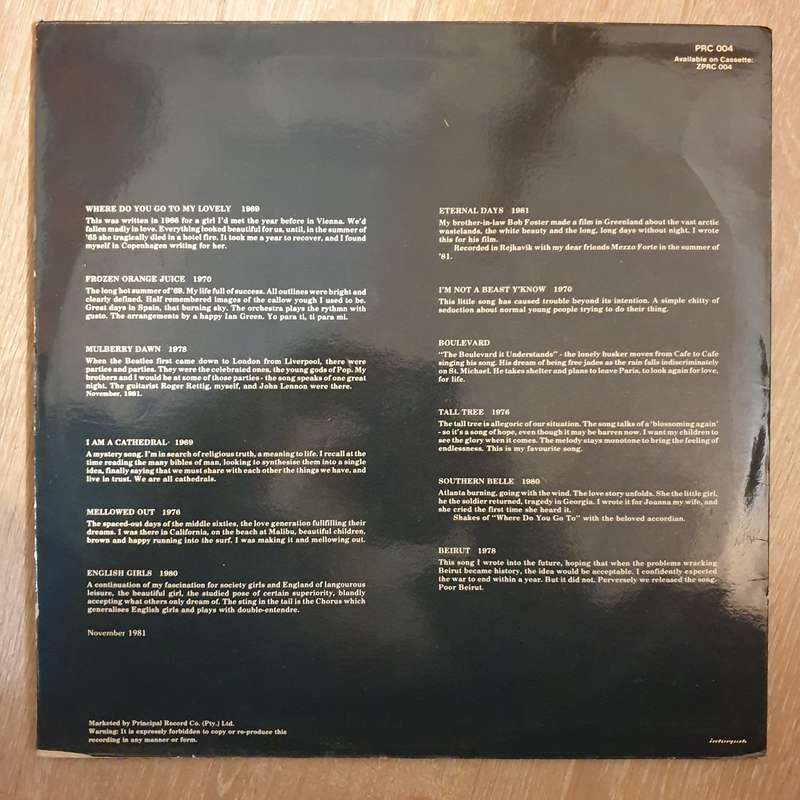 PRC 004
Available on Cassette:
ZPRC 004
WHERE DO YOU GO TO MY LOVELY 1969
This was written in 1966 for a girl I'd met the year before in Vienna. We'd
fallen madly in love. Everything looked beautiful for us, until, in the summer of
'65 she tragically died in a hotel fire. It took me a year to recover, and I found
myself in Copenhagen writing for her.
FROZEN ORANGE JUICE 1970
The long hot summer of '69. My life full of success. All outlines were bright and
clearly defined. Half remembered images of the callow yough I used to be.
Great days in Spain, that burning sky. The orchestra plays the rythm with
gusto. The arrangements by a happy Ian Green. Yo para ti, ti para mi.
MULBERRY DAWN 1978
When the Beatles first came down to London from Liverpool, there were
parties and parties. They were the celebrated ones, the young gods of Pop. My
brothers and I would be at some of those parties - the song speaks of one great
night. The guitarist Roger Rettig, myself, and John Lennon were there.
November, 1981.
I AM A CATHEDRAL· 1969
A mystery song. I'm in search of religious truth, a meaning to life. I recall at the
time reading the many bibles of man, looking to synthesise them into a single
idea, finally saying that we must share with each other the things we have, and
live in trust. We are all cathedrals.
MELLOWED OUT 1976
The spaced-out days of the middle sixties, the love generation fullfilling their
dreams. I was there in California, on the beach at Malibu, beautiful children,
brown and happy running into the surf. I was making it and mellowing out.
ENGLISH GIRLS 1980
A continuation of my fascination for society girls and England of langourous
leisure, the beautiful girl, the studied pose of certain superiority, blandly
accepting what others only dream of. The sting in the tail is the Chorus which
generalises English girls and plays with double-entendre.
November 1981
Marketed by Principal Record Co. (Pty.) Ltd.
Warning: It is expressly forbidden to copy or re-produce this
recording in any manner or form.
ETERNAL DAYS 1981
My brother-in-law Bob Foster made a film in Greenland about the vast arctic
wastelands, the white beauty and the long, long days without night. I wrote
this for his film.
Recorded in Rejkavik with my dear friends Mezzo Forte in the summer of
'81.
I'M NOT A BEAST Y'KNOW 1970
This little song has caused trouble beyond its intention. A simple chitty of
seduction about normal young people trying to do their thing.
BOULEVARD
"The Boulevard it Understands" - the lonely busker moves from Cafe to Cafe
singing his song. His dream of being free jades as the rain falls indiscriminately
on St. Michael. He takes shelter and plans to leave Paris, to look again for love,
for life.
TALL TREE 1976
The tall tree is allegoric of our situation. The song talks of a 'blossoming again'
- so it's a song of hope, even though it may be barren now. I want my children to
see the glory when it comes. The melody stays monotone to bring the feeling of
endlessness. This is my favourite song.
SOUTHERN BELLE 1980
Atlanta burning, going with the wind. The love story unfolds. She the little girl,
he the soldier returned, tragedy in Georgia. I wrote it for Joanna my wife, and
she cried the first time she heard it.
Shakes of "Where Do You Go To" with the beloved accordian.
BEIRUT 1978
This song I wrote into the future, hoping that when the problems wracking
Beirut became history, the idea would be acceptable. I confidently expected
the war to end within a year. But it did not. Perversely we released the song.
Poor Beirut.
interpak